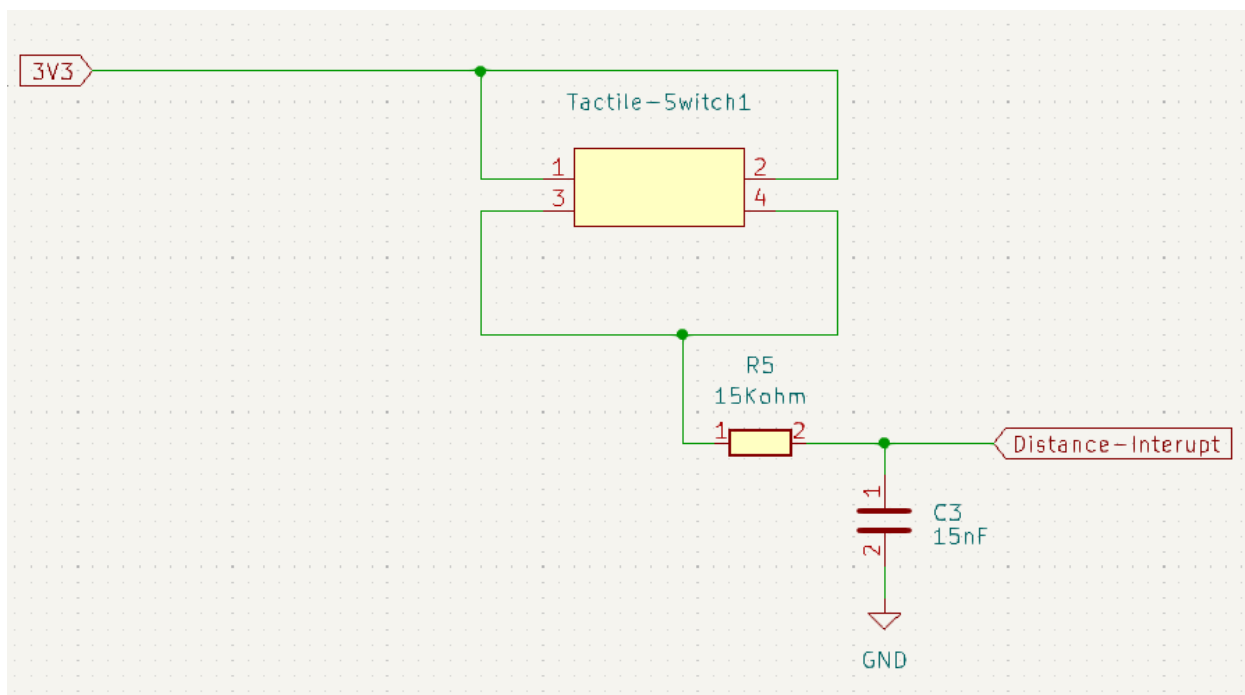 3V3
Tactile-Switch1
1
2
3
4
R5
15Kohm
1
2
Distance-Interupt
1
C3
15nF
2
GND